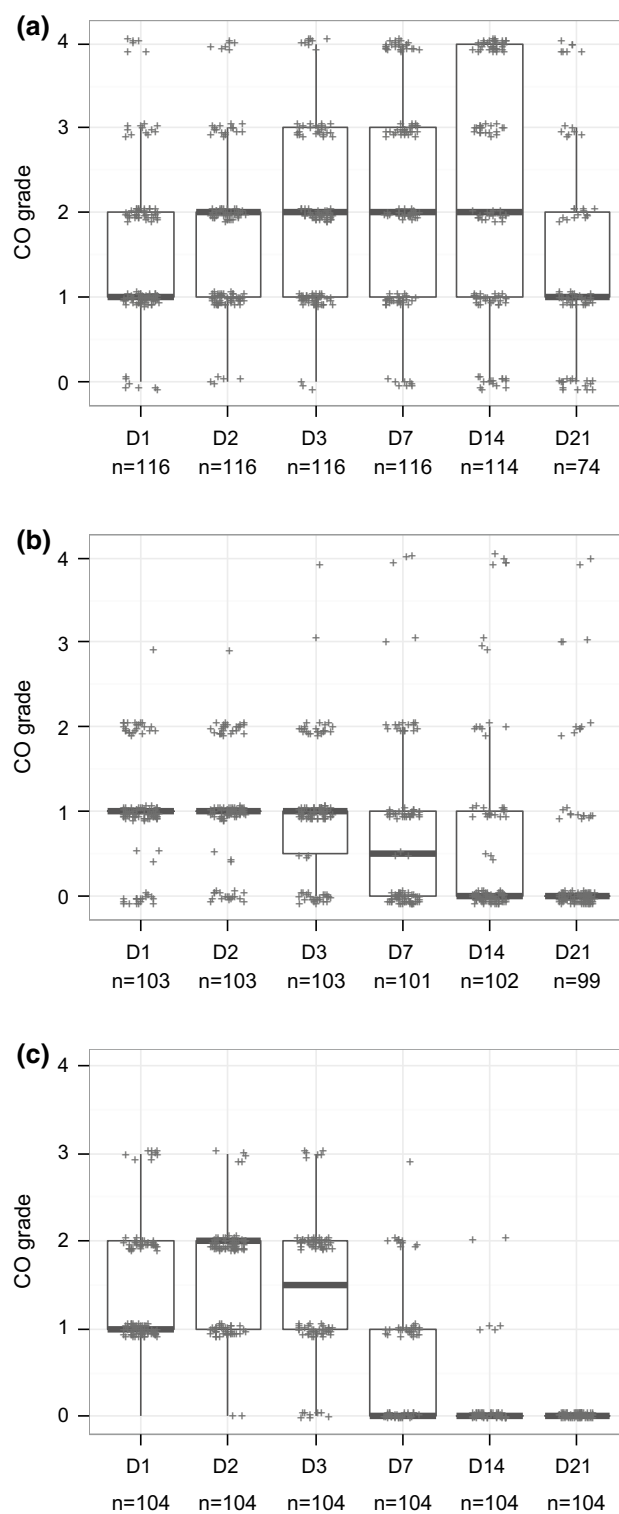 (a)
4
3
2
1
0
CO grade
D1 D2 D3 D7 D14 D21
n=116 n=116 n=116 n=116 n=114 n=74
(b)
4
3
2
1
0
CO grade
D1 D2 D3 D7 D14 D21
n=103 n=103 n=103 n=101 n=102 n=99
(c)
4
3
2
1
0
CO grade
D1 D2 D3 D7 D14 D21
n=104 n=104 n=104 n=104 n=104 n=104